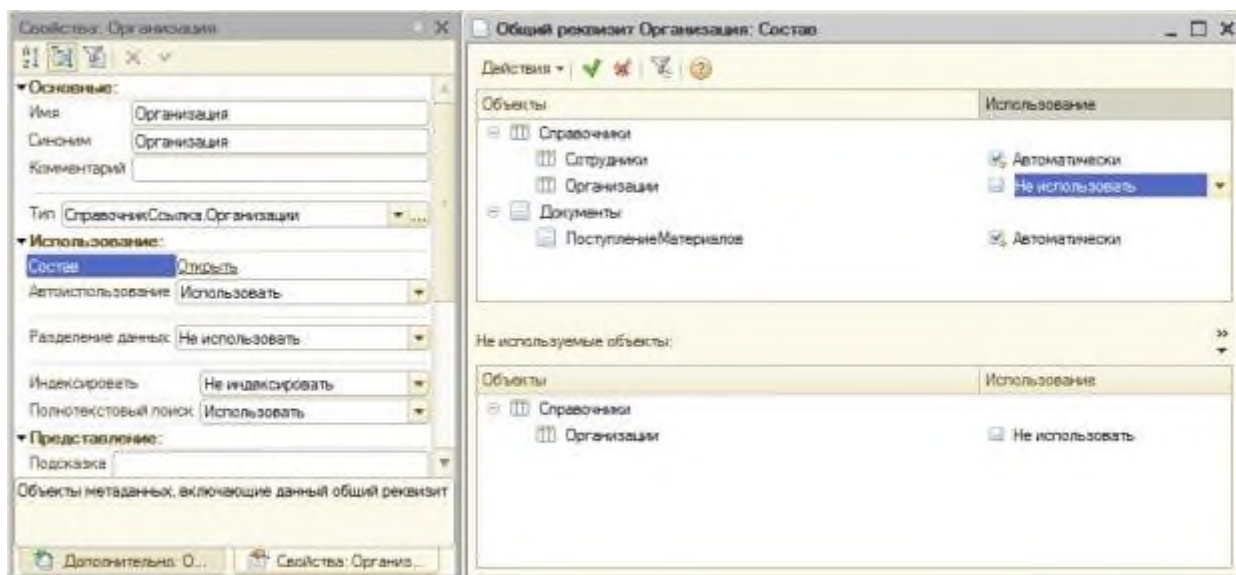 Свойства: Организация
Основные:
Имя Организация
Синоним Организация
Комментарий
Тип СправочникСсылка.Организации
Использование:
Состав Открыть
Автоиспользование Использовать
Разделение данных Не использовать
Индексировать Не индексировать
Полнотекстовый поиск Использовать
Представление:
Подсказка
Объекты метаданных, включающие данный общий реквизит
Дополнительно: О...
Свойства: Организ...
Общий реквизит Организация: Состав
Действия
Объекты Использование
Справочники
Сотрудники Автоматически
Организации Не использовать
Документы
ПоступлениеМатериалов Автоматически
Не используемые объекты:
Объекты Использование
Справочники
Организации Не использовать